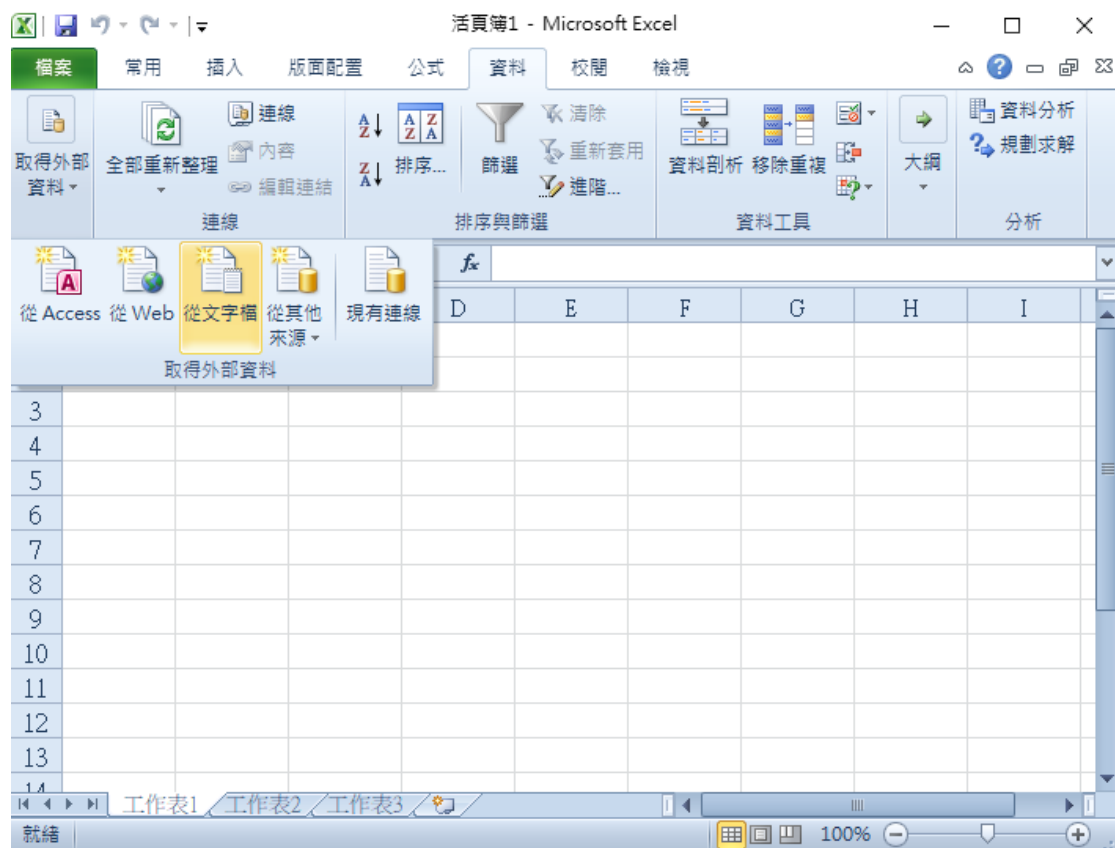 活頁簿1 - Microsoft Excel
檔案 常用 插入 版面配置 公式 資料 校閱 檢視
取得外部
資料
全部重新整理
連線
內容
編輯連結
連線
排序...
篩選
清除
重新套用
進階...
排序與篩選
資料剖析
移除重複
資料工具
大綱
資料分析
規劃求解
分析
從 Access
從 Web
從文字檔
從其他
來源
現有連線
取得外部資料
fx
D E F G H I
3
4
5
6
7
8
9
10
11
12
13
14
工作表1 工作表2 工作表3
就緒 100%